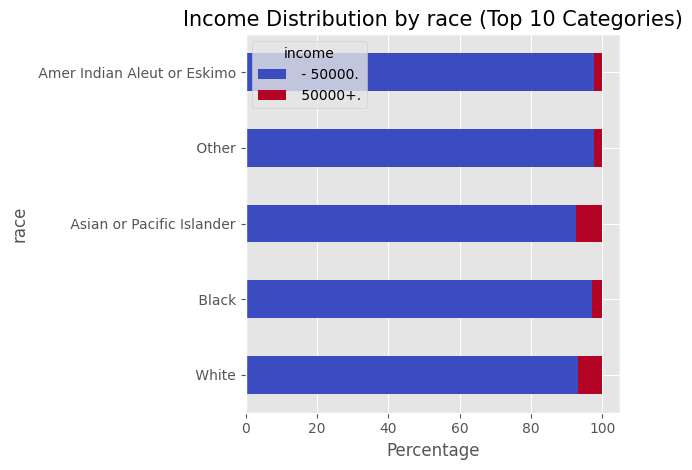 Income Distribution by race (Top 10 Categories)
income
- 50000.
50000+.
race
Amer Indian Aleut or Eskimo
Other
Asian or Pacific Islander
Black
White
0 20 40 60 80 100
Percentage